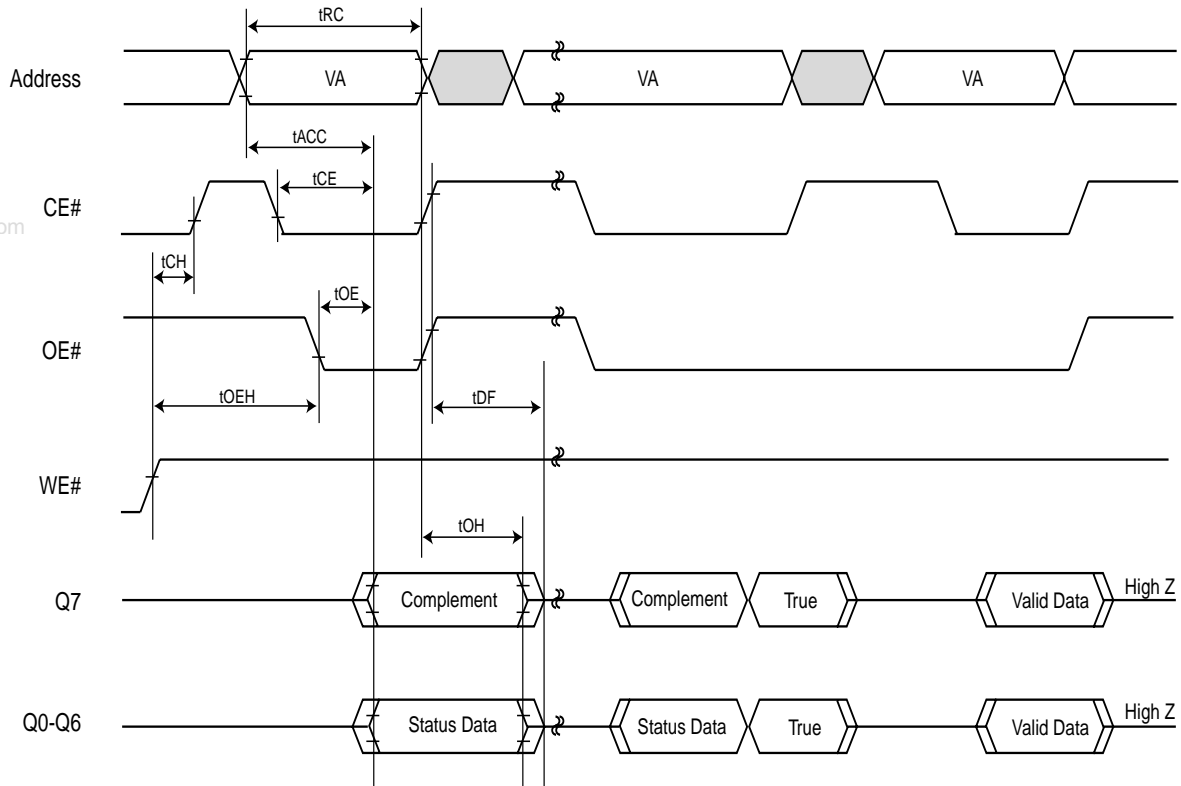 tRC
Address
VA
VA
VA
tACC
tCE
CE#
om
tCH
tOE
OE#
tOEH
tDF
WE#
tOH
Q7
Complement
Complement
True
Valid Data
High Z
Q0-Q6
Status Data
Status Data
True
Valid Data
High Z